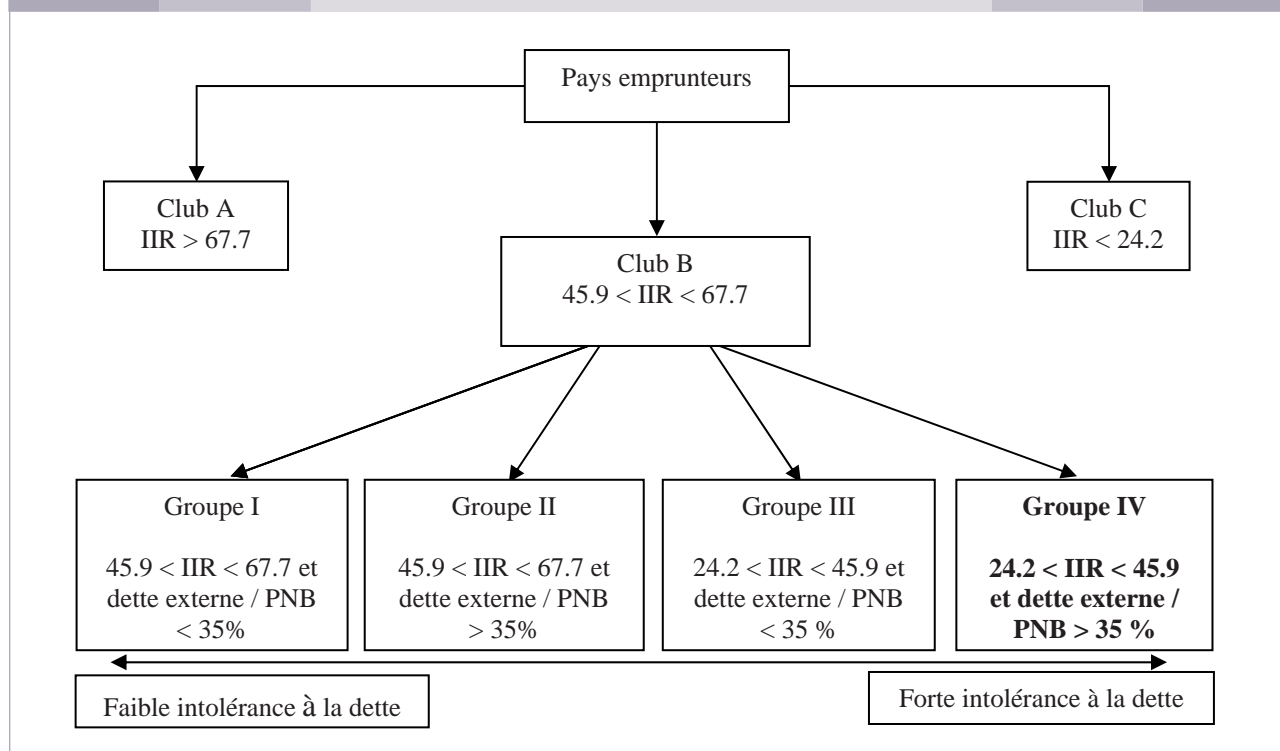 Pays emprunteurs
Club A
IIR > 67.7
Club C
IIR < 24.2
Club B
45.9 < IIR < 67.7
Groupe I
45.9 < IIR < 67.7 et
dette externe / PNB
< 35%
Groupe II
45.9 < IIR < 67.7 et
dette externe / PNB
> 35%
Groupe III
24.2 < IIR < 45.9 et
dette externe / PNB
< 35 %
Groupe IV
24.2 < IIR < 45.9
et dette externe /
PNB > 35 %
Faible intolérance à la dette
Forte intolérance à la dette